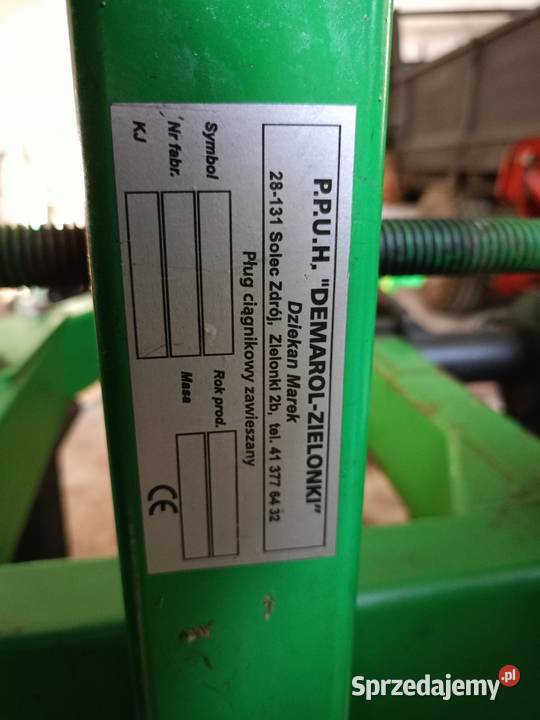 P.P.U.H, "DEMAROL-ZIELONKI"
Dziekan Marek
28-131 Solec Zdrój, Zielonki 2b, tel. 41 377 64 32
Pług ciągnikowy zawieszany
Symbol
Rok prod.
Nr fabr.
Masa
KJ
CE
Sprzedajemy.pl